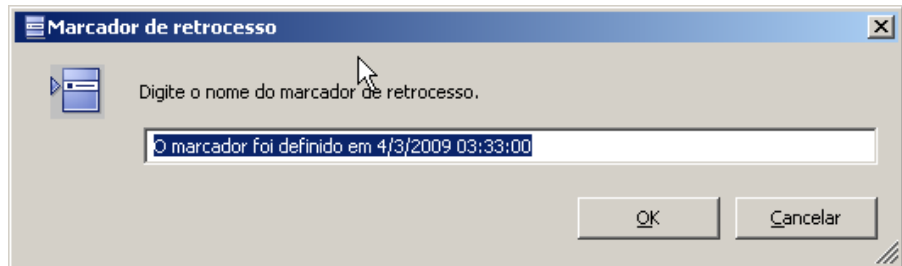 Marcador de retrocesso
Digite o nome do marcador de retrocesso.
O marcador foi definido em 4/3/2009 03:33:00
OK
Cancelar